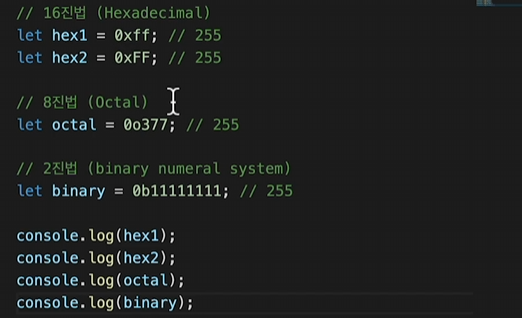 // 16진법 (Hexadecimal)
let hex1 = 0xff; // 255
let hex2 = 0xFF; // 255
// 8진법 (Octal)
let octal = 0o377; // 255
// 2진법 (binary numeral system)
let binary = 0b11111111; // 255
console.log(hex1);
console.log(hex2);
console.log(octal);
console.log(binary);